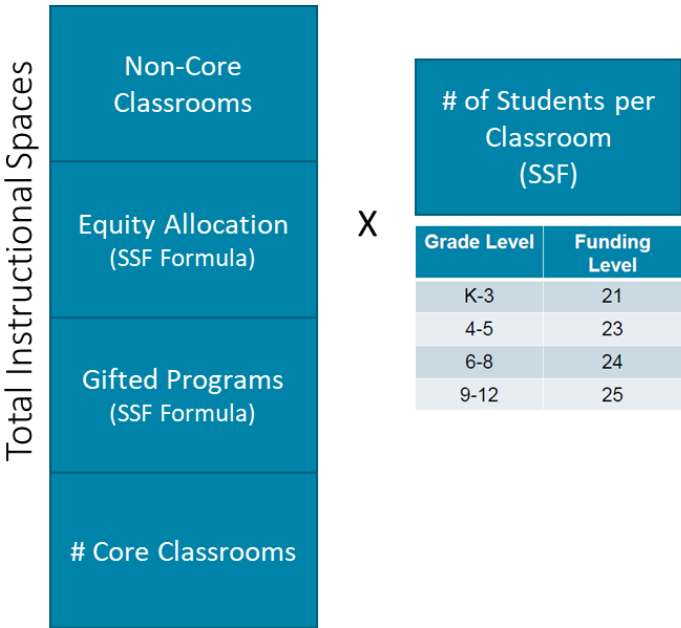 Total Instructional Spaces
Non-Core
Classrooms
Equity Allocation
(SSF Formula)
Gifted Programs
(SSF Formula)
# Core Classrooms
X
# of Students per
Classroom
(SSF)
Grade Level Funding
Level
K-3 21
4-5 23
6-8 24
9-12 25